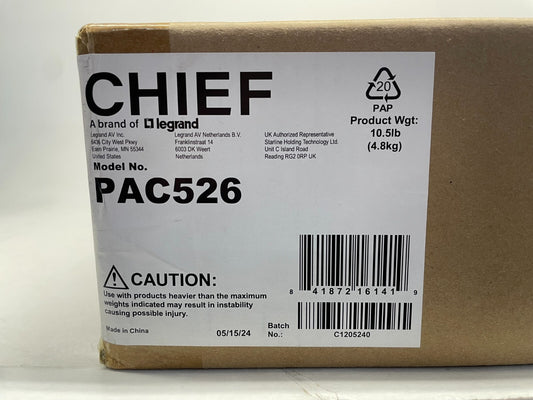 CHIEF
A brand of legrand
Legrand AV Inc.
6436 City West Pkwy
Eden Prairie, MN 55344
United States
Legrand AV Netherlands B.V.
Franklinstraat 14
6003 DK Weert
Netherlands
UK Authorized Representative
Starline Holding Technology Ltd.
Unit C Island Road
Reading RG2 0RP UK
20
PAP
Product Wgt:
10.5lb
(4.8kg)
Model No.
PAC526
CAUTION:
Use with products heavier than the maximum
weights indicated may result in instability
causing possible injury.
Made in China
05/15/24
8 41872 16141 9
Batch
No.:
C1205240